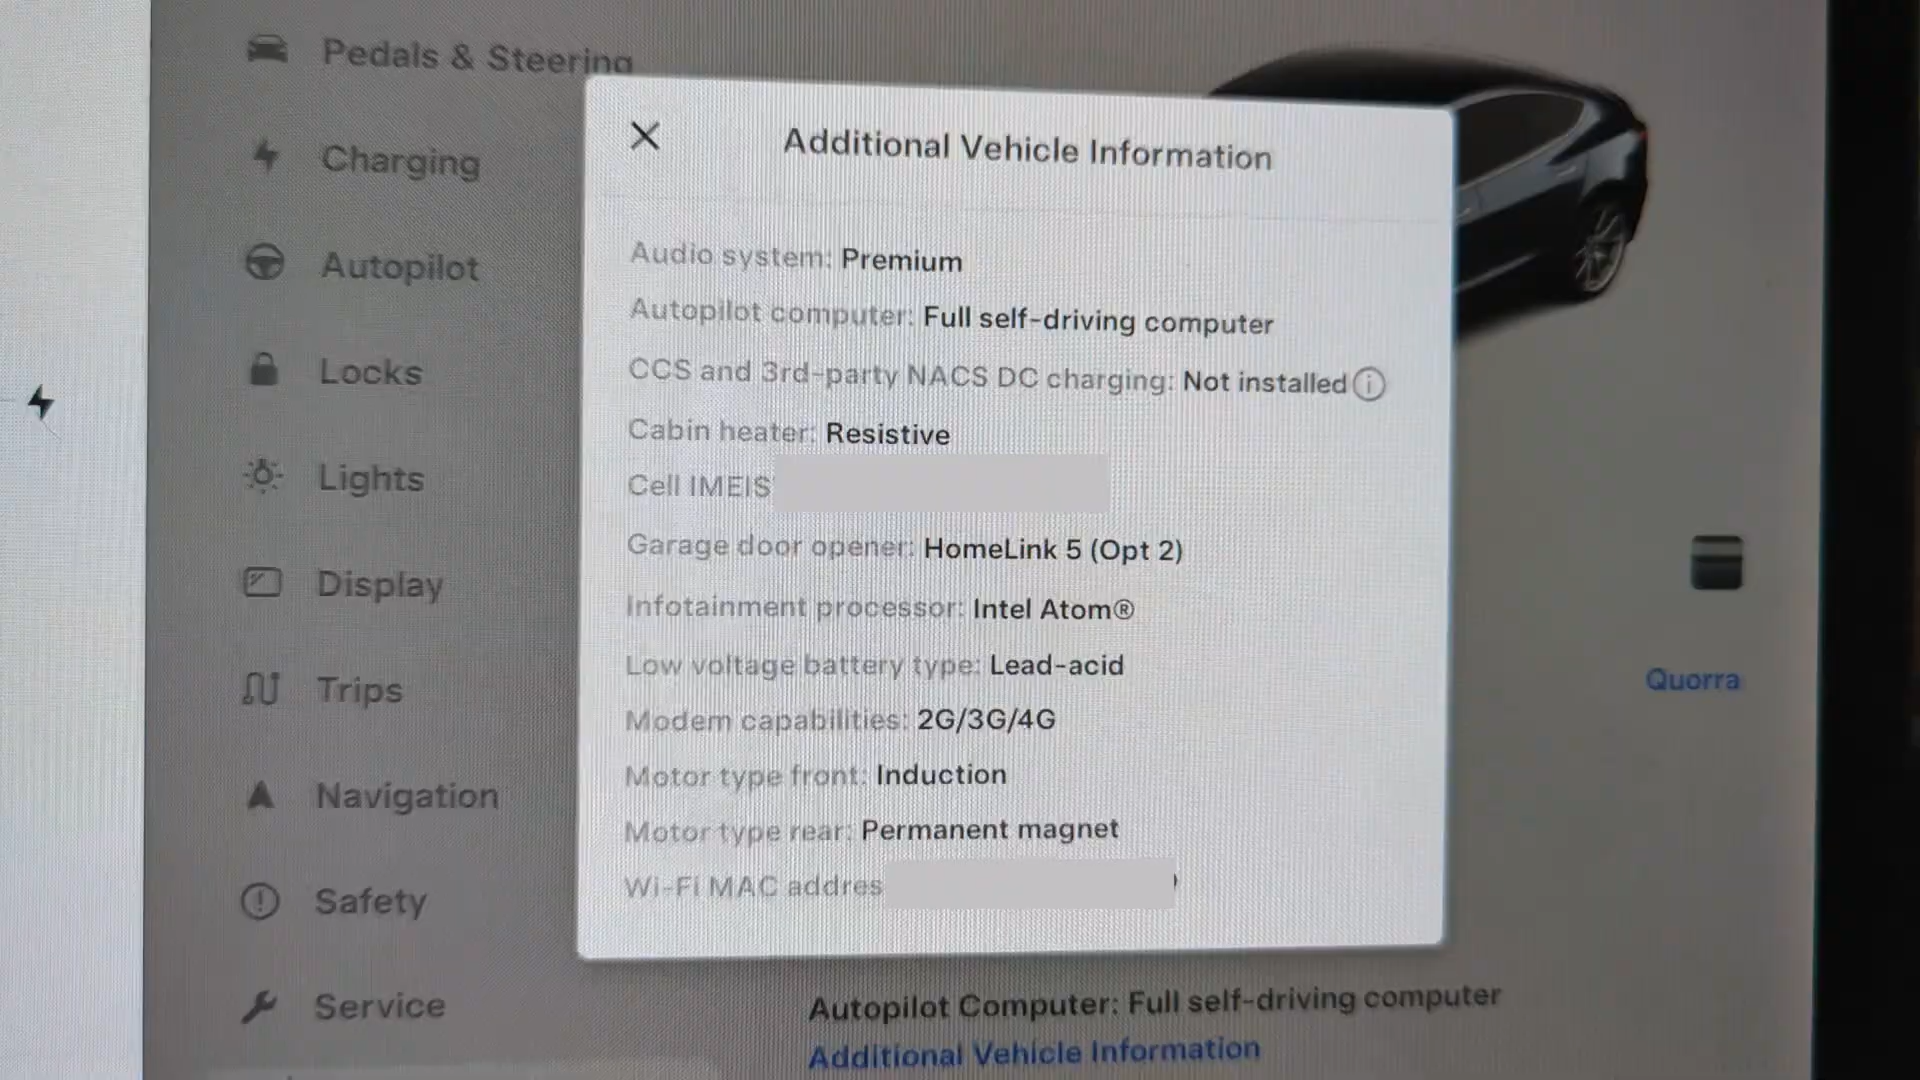 Pedals & Steering
Charging
Autopilot
Locks
Lights
Display
Trips
Navigation
Safety
Service
Additional Vehicle Information
Audio system: Premium
Autopilot computer: Full self-driving computer
CCS and 3rd-party NACS DC charging: Not installed
Cabin heater: Resistive
Cell IMEIS
Garage door opener: HomeLink 5 (Opt 2)
Infotainment processor: Intel Atom®
Low voltage battery type: Lead-acid
Modem capabilities: 2G/3G/4G
Motor type front: Induction
Motor type rear: Permanent magnet
Wi-Fi MAC addres
Quorra
Autopilot Computer: Full self-driving computer
Additional Vehicle Information